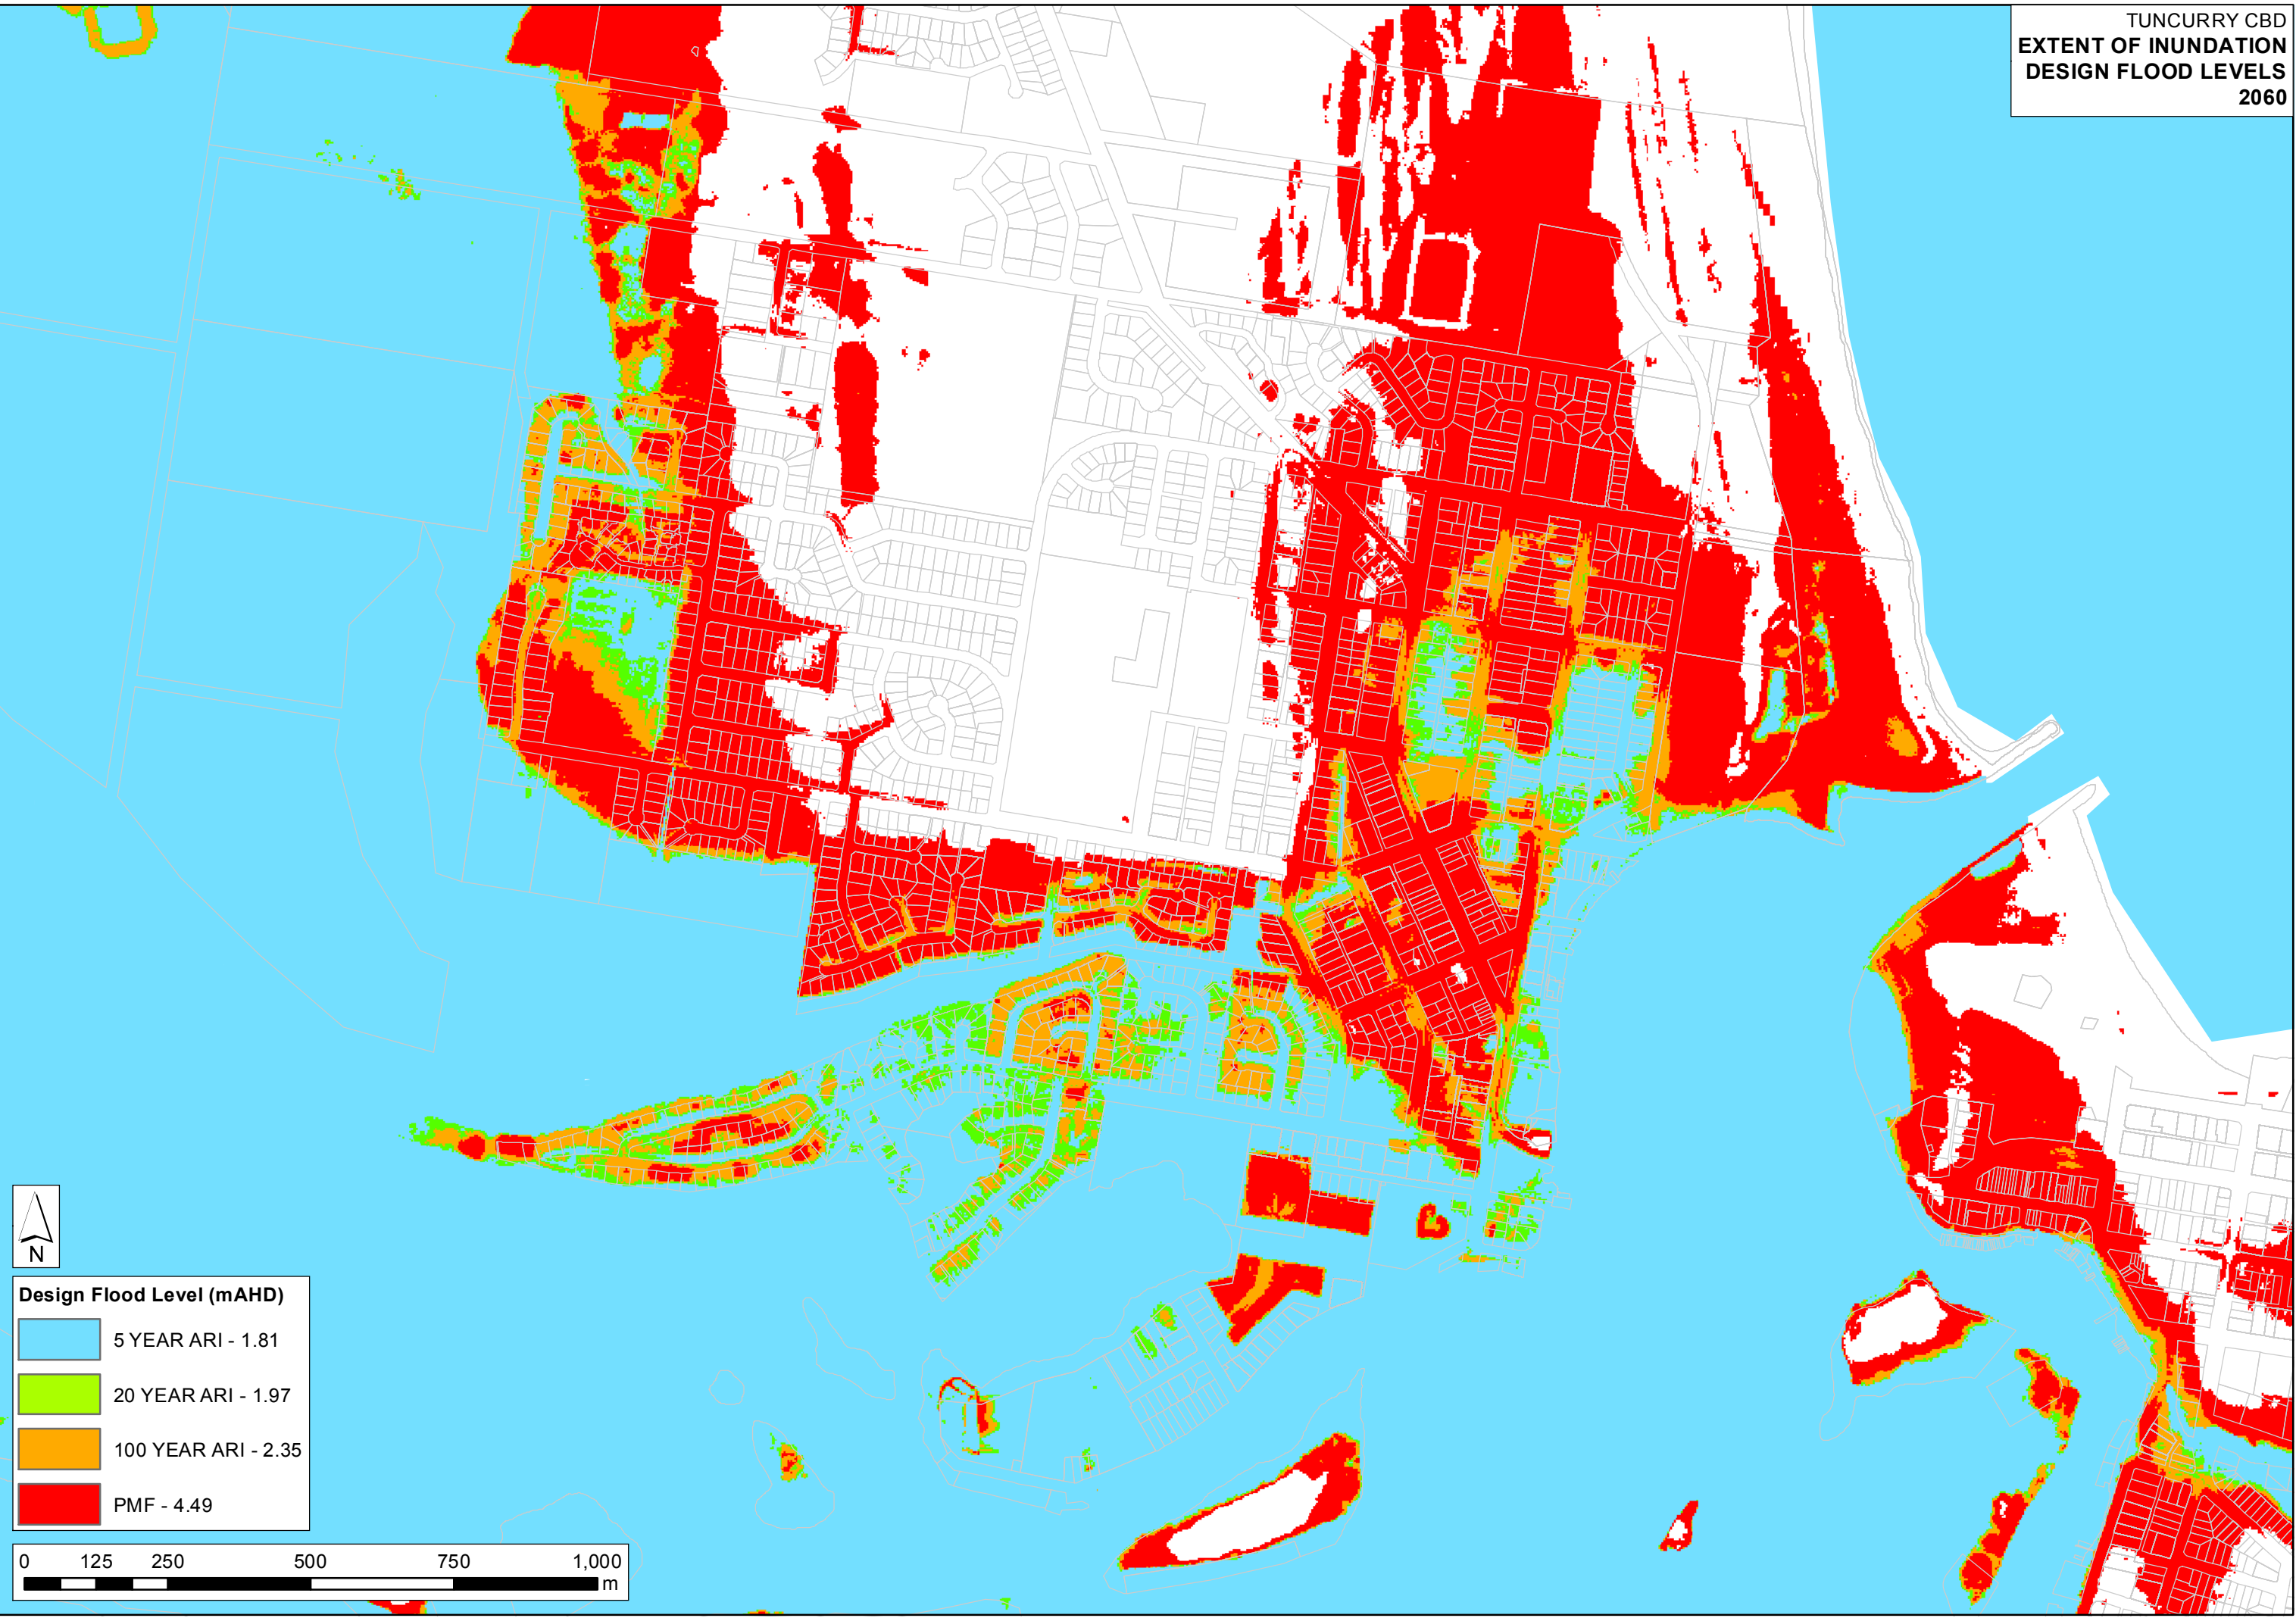 TUNCURRY CBD
EXTENT OF INUNDATION
DESIGN FLOOD LEVELS
2060
N
Design Flood Level (mAHD)
5 YEAR ARI - 1.81
20 YEAR ARI - 1.97
100 YEAR ARI - 2.35
PMF - 4.49
0 125 250 500 750 1,000
m